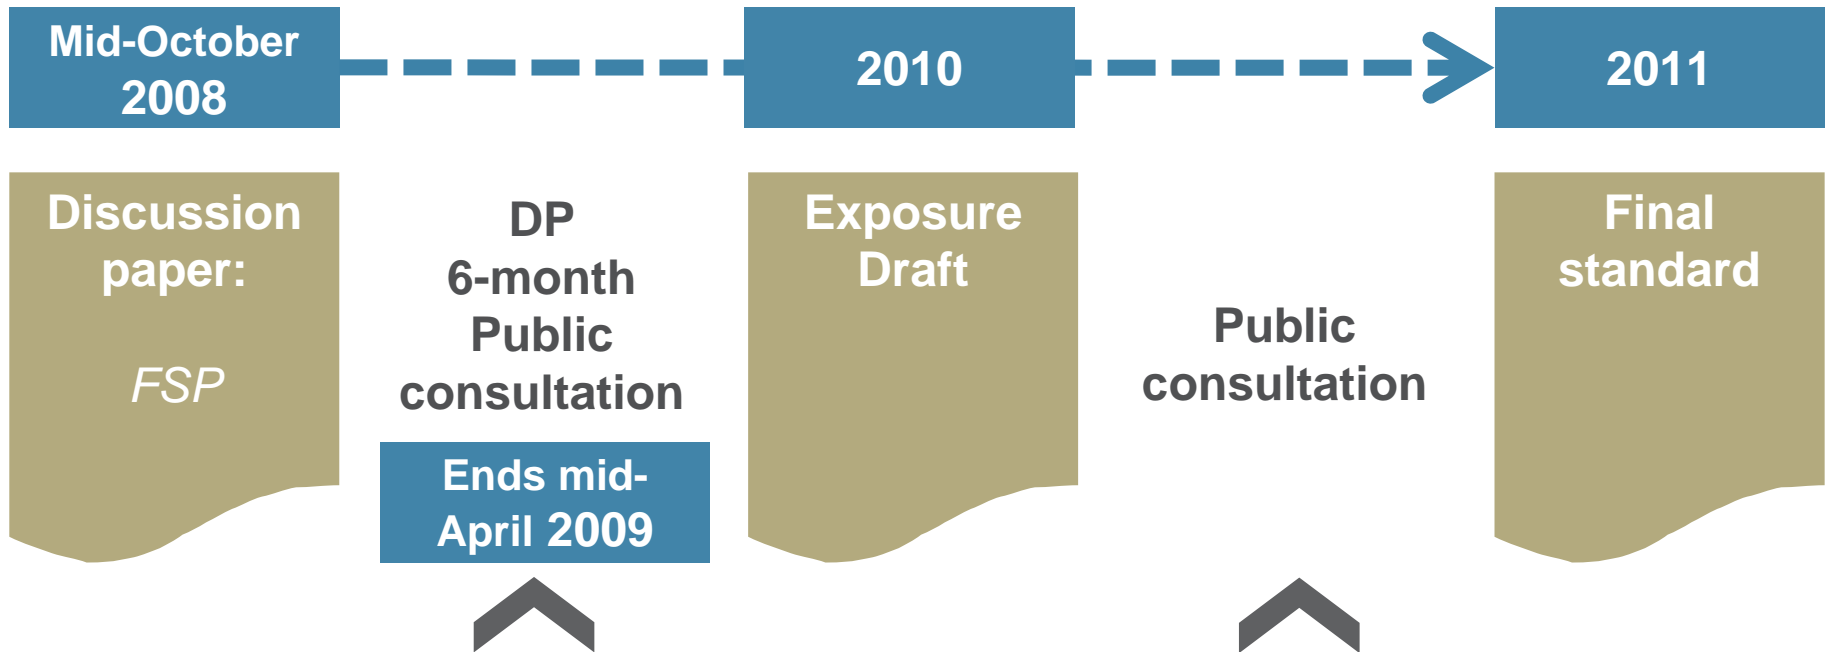 Mid-October
2008
2010
2011
Discussion
paper:
FSP
DP
6-month
Public
consultation
Ends mid-
April 2009
Exposure
Draft
Public
consultation
Final
standard